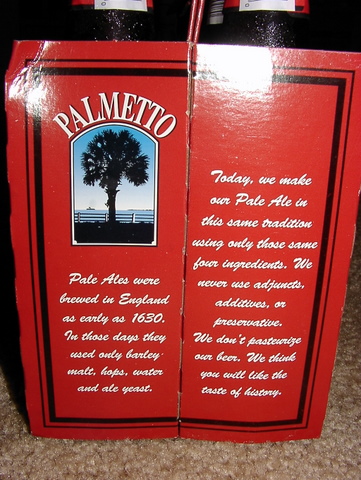 PALMETTO
Pale Ales were
brewed in England
as early as 1630.
In those days they
used only barley
malt, hops, water
and ale yeast.
Today, we make
our Pale Ale in
this same tradition
using only those same
four ingredients. We
never use adjuncts,
additives, or
preservative.
We don't pasteurize
our beer. We think
you will like the
taste of history.